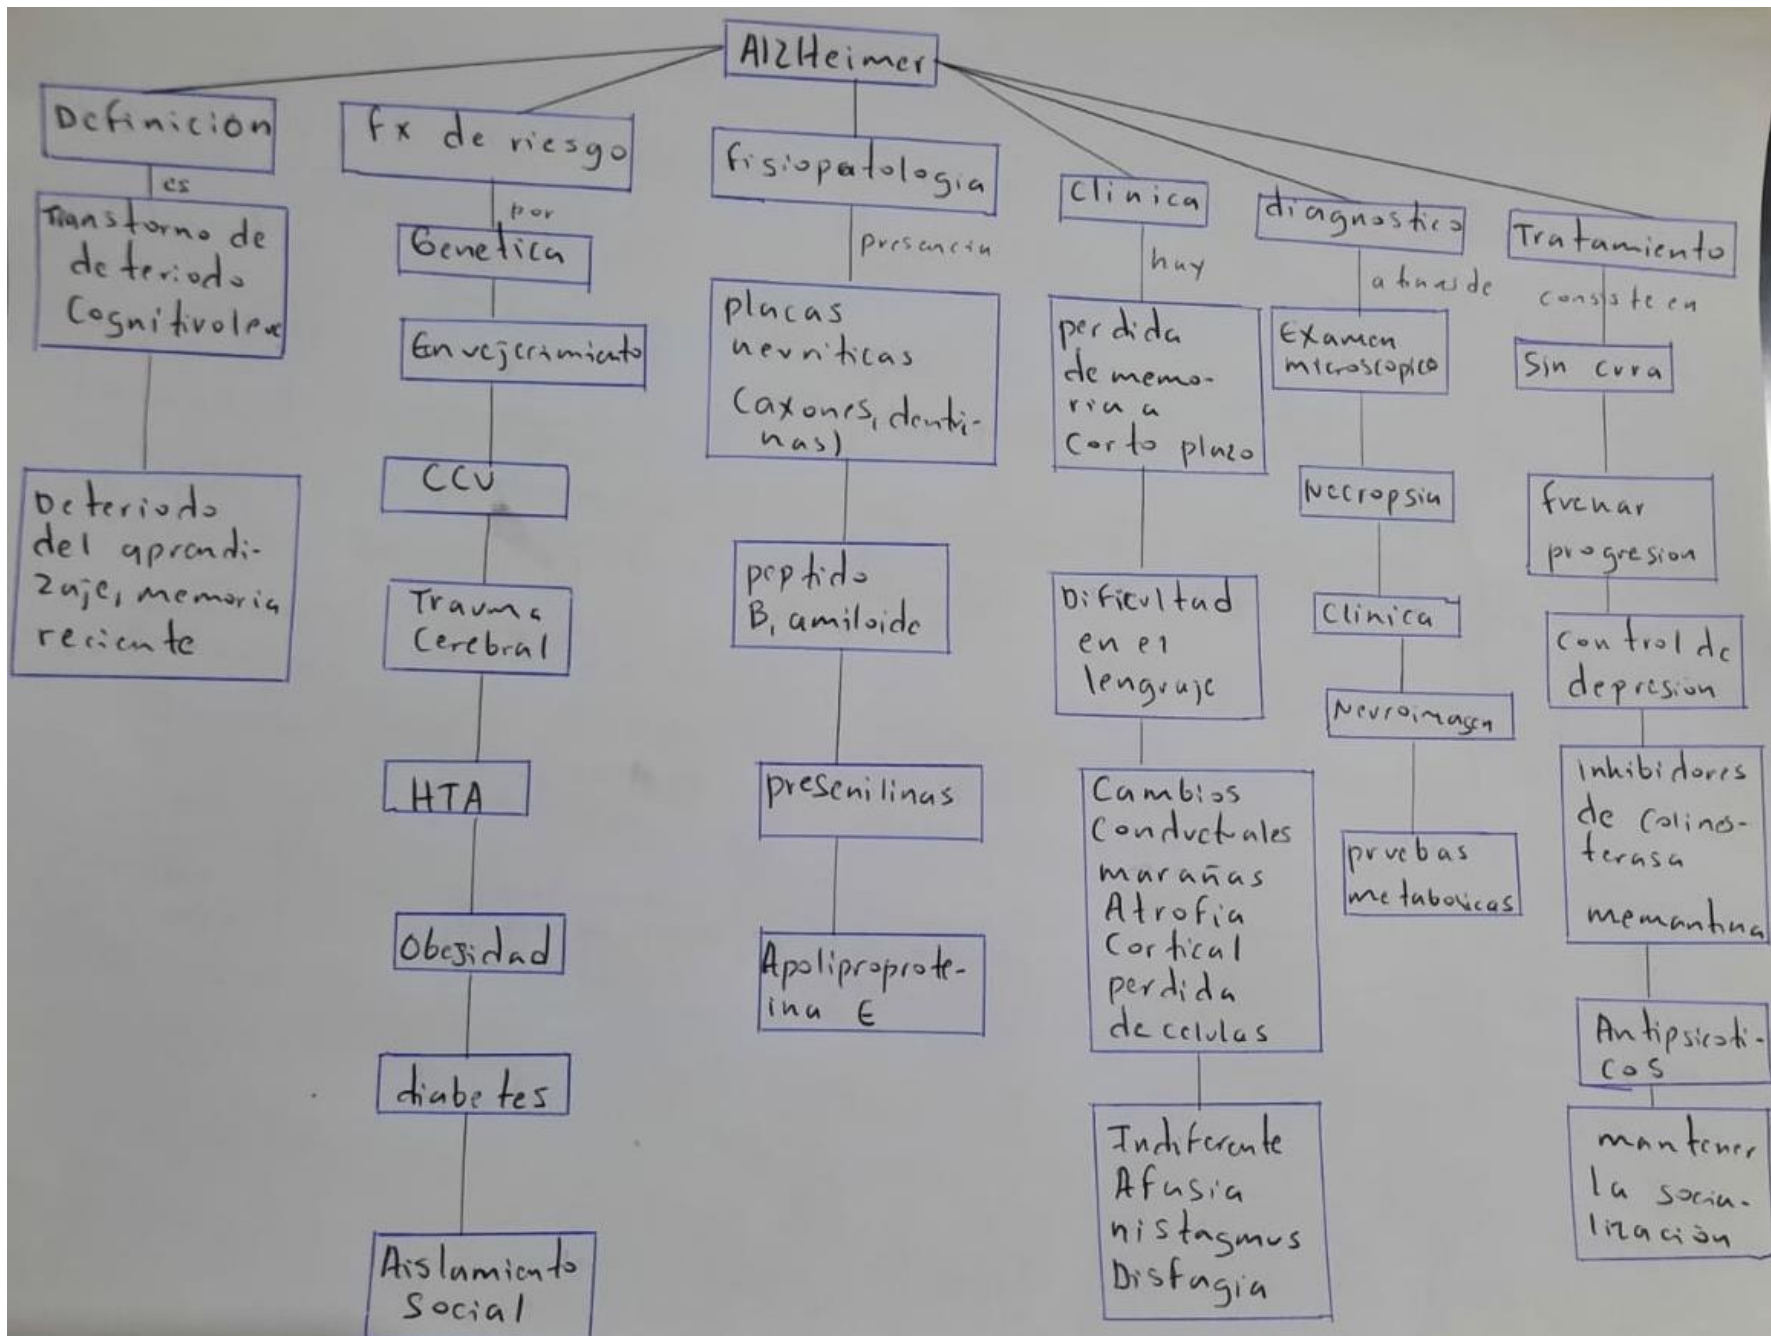 AlzHeimer
Definición
es
Transtorno de
deteriodo
Deteriodo
del aprendi-
zaje, memoria
reciente
fx de riesgo
por
Genetica
Envejecimiento
CCV
Trauma
Cerebral
HTA
Obesidad
diabetes
Aislamiento
Social
fisiopatologia
presencia
placas
neuriticas
(axones, dentri-
nas)
peptido
B, amiloide
presenilinas
Apoliproprote-
ina E
Clinica
hay
perdida
de memo-
ria a
Corto plazo
Dificultad
en el
lenguaje
Cambios
Conductuales
marañas
Atrofia
Cortical
perdida
de celulas
Indiferente
Afasia
nistagmus
Disfagia
diagnostico
a traves de
Examen
microscopico
Necropsia
Clinica
Neuroimagen
pruebas
metabolicas
Tratamiento
consiste en
Sin cura
frenar
progresion
Control de
depresion
inhibidores
de colines-
terasa
memantina
Antipsicoti-
cos
mantener
la socia-
lización